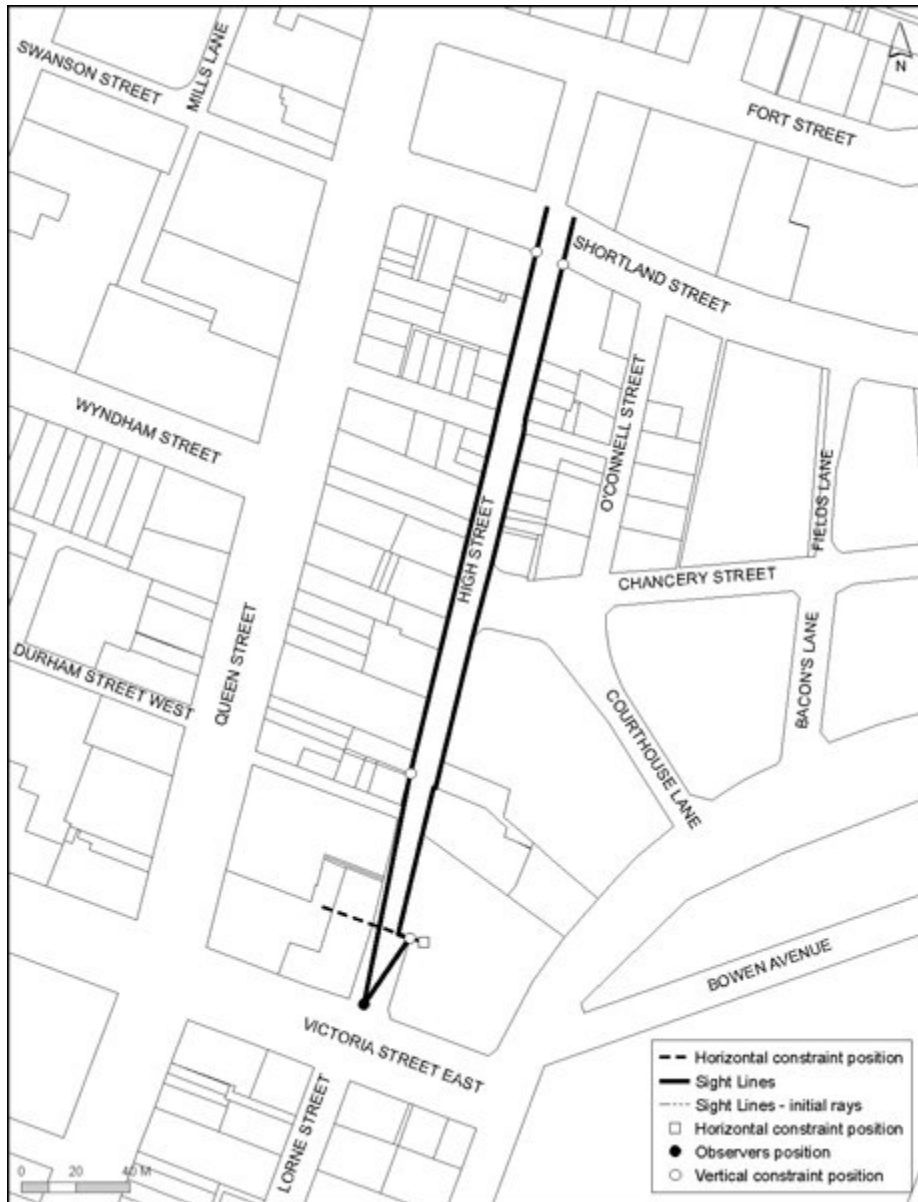 SWANSON STREET
MILLS LANE
N
FORT STREET
SHORTLAND STREET
WYNDHAM STREET
O'CONNELL STREET
FIELDS LANE
HIGH STREET
CHANCERY STREET
QUEEN STREET
DURHAM STREET WEST
COURTHOUSE LANE
BACON'S LANE
BOWEN AVENUE
VICTORIA STREET EAST
LORNE STREET
Horizontal constraint position
Sight Lines
Sight Lines - initial rays
Horizontal constraint position
Observers position
Vertical constraint position
0 20 40 M